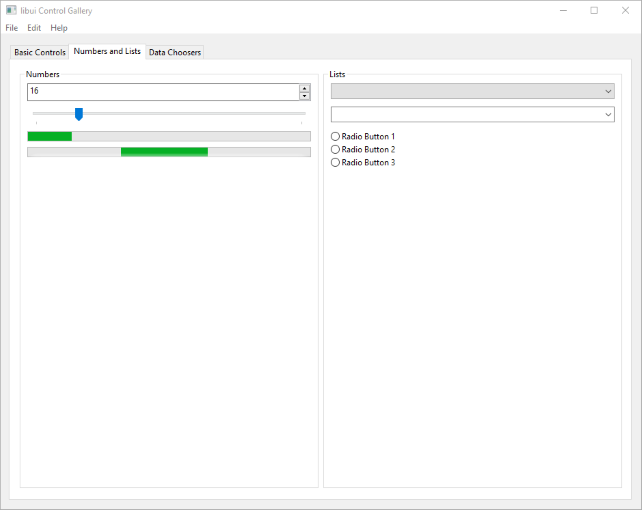 libui Control Gallery
File Edit Help
Basic Controls Numbers and Lists Data Choosers
Numbers
16
Lists
Radio Button 1
Radio Button 2
Radio Button 3